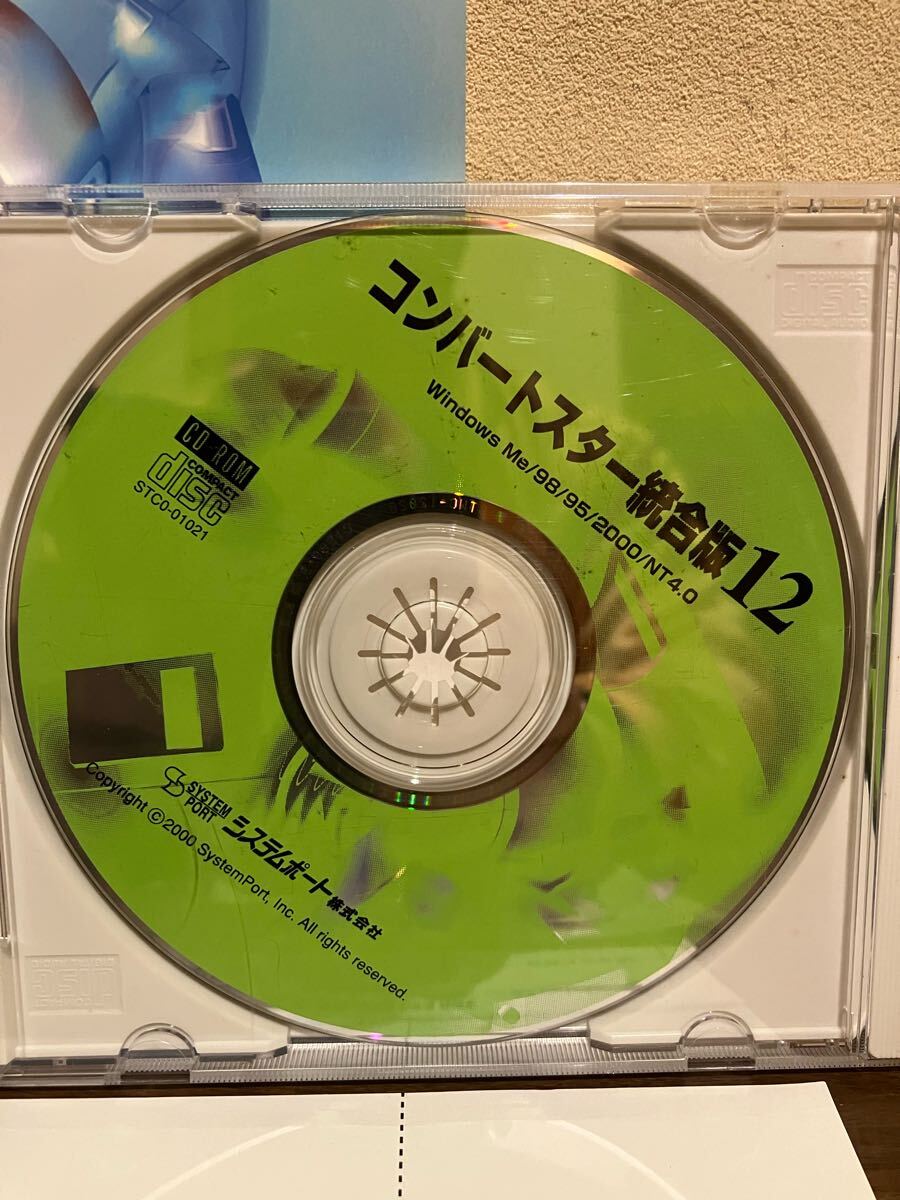 コンバートスター統合版12
Windows Me/98/95/2000/NT4.0
CD-ROM
COMPACT
disc
STC0-01021
SYSTEM
PORT
システムポート株式会社
Copyright ©2000 SystemPort, Inc. All rights reserved.
COMPACT
disc